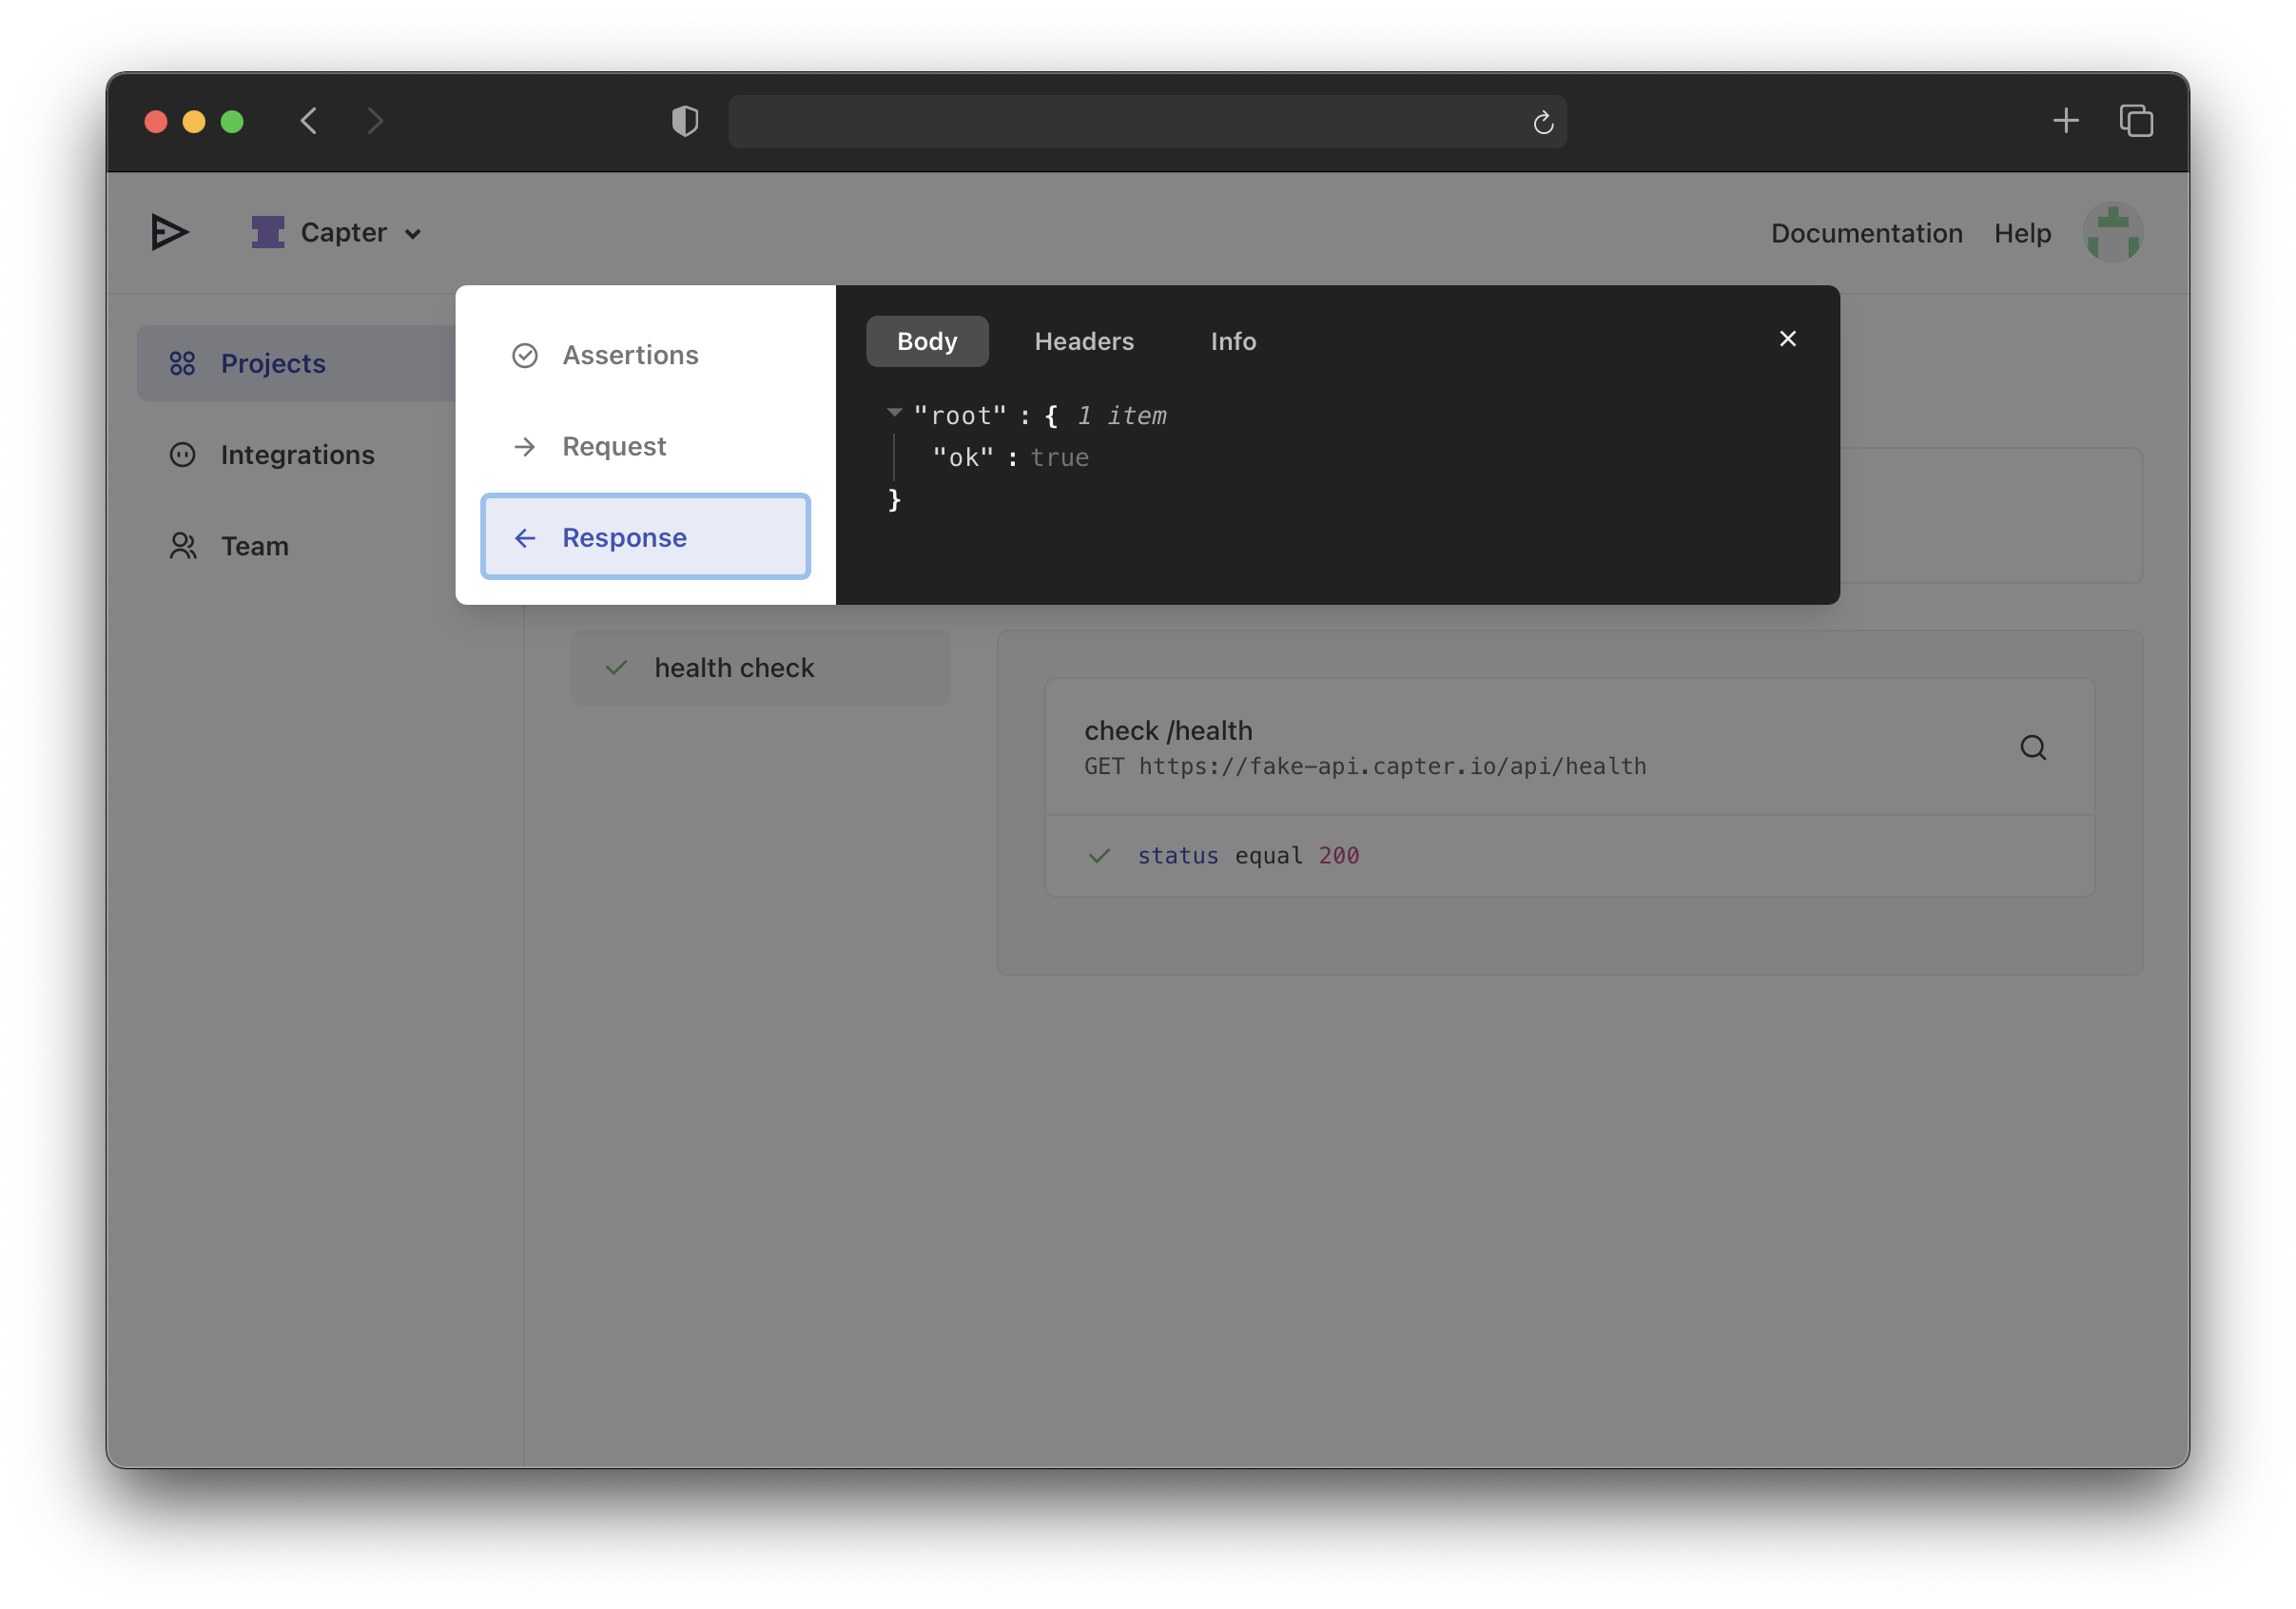 Capter
Documentation
Help
Projects
Integrations
Team
Assertions
Request
Response
Body
Headers
Info
"root" : { 1 item
"ok" : true
}
health check
check /health
GET https://fake-api.capter.io/api/health
status equal 200